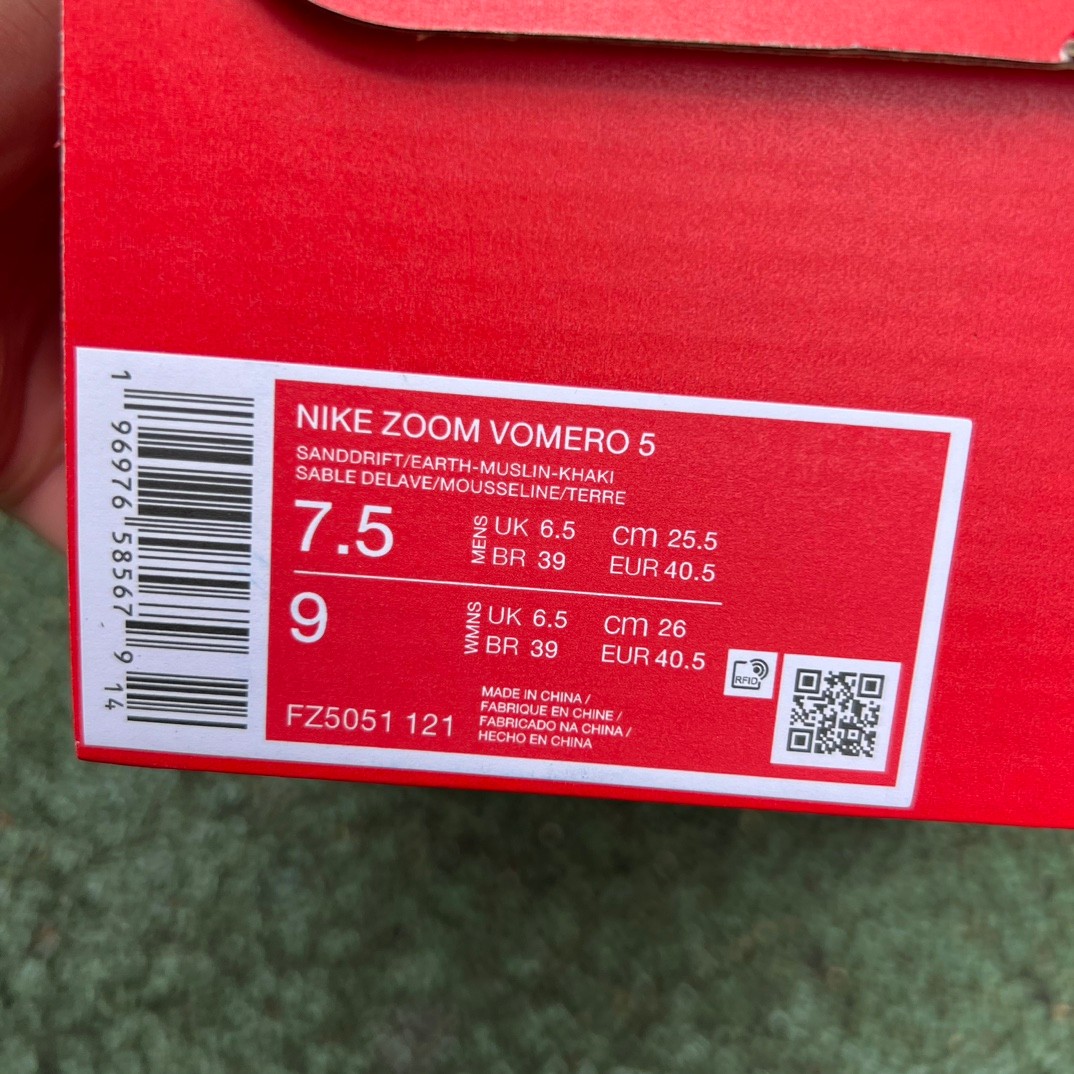 NIKE ZOOM VOMERO 5
SANDDRIFT/EARTH-MUSLIN-KHAKI
SABLE DELAVE/MOUSSELINE/TERRE
7.5
MENS
UK 6.5 cm 25.5
BR 39 EUR 40.5
9
WMNS
UK 6.5 cm 26
BR 39 EUR 40.5
FZ5051 121
MADE IN CHINA /
FABRIQUE EN CHINE /
FABRICADO NA CHINA /
HECHO EN CHINA
RFID
1 96976 58567 9 14